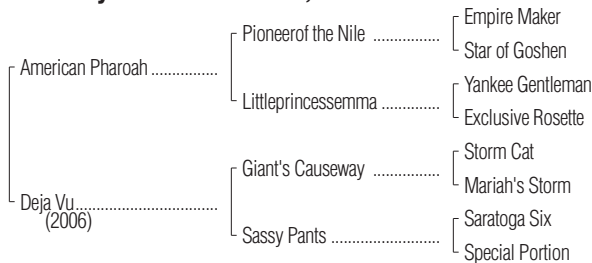 Empire Maker
Pioneerof the Nile ................
Star of Goshen
American Pharoah ................
Yankee Gentleman
Littleprincessemma ..............
Exclusive Rosette
Storm Cat
Giant's Causeway ................
Mariah's Storm
Deja Vu..................................
(2006)
Saratoga Six
Sassy Pants ..........................
Special Portion